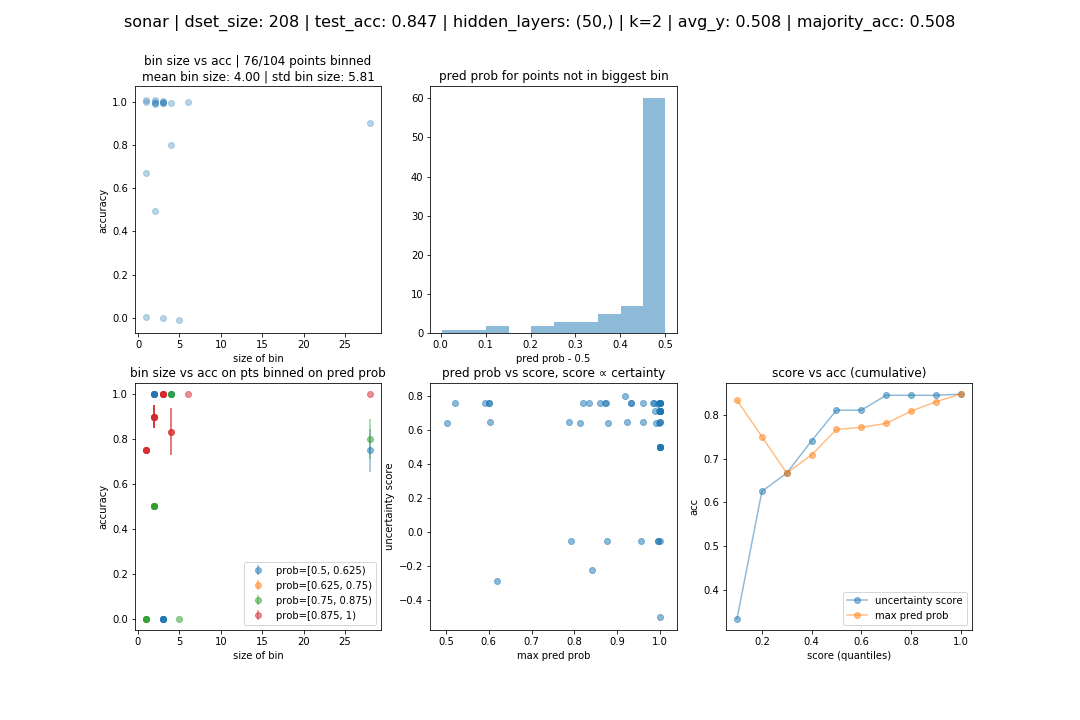 sonar | dset_size: 208 | test_acc: 0.847 | hidden_layers: (50,) | k=2 | avg_y: 0.508 | majority_acc: 0.508
bin size vs acc | 76/104 points binned
mean bin size: 4.00 | std bin size: 5.81
1.0
0.8
0.6
0.4
0.2
0.0
accuracy
0 5 10 15 20 25
size of bin
pred prob for points not in biggest bin
60
50
40
30
20
10
0
0.0 0.1 0.2 0.3 0.4 0.5
pred prob - 0.5
bin size vs acc on pts binned on pred prob
1.0
0.8
0.6
0.4
0.2
0.0
accuracy
prob=[0.5, 0.625)
prob=[0.625, 0.75)
prob=[0.75, 0.875)
prob=[0.875, 1)
0 5 10 15 20 25
size of bin
pred prob vs score, score ∝ certainty
0.8
0.6
0.4
0.2
0.0
−0.2
−0.4
uncertainty score
0.5 0.6 0.7 0.8 0.9 1.0
max pred prob
score vs acc (cumulative)
0.8
0.7
0.6
0.5
0.4
acc
uncertainty score
max pred prob
0.2 0.4 0.6 0.8 1.0
score (quantiles)